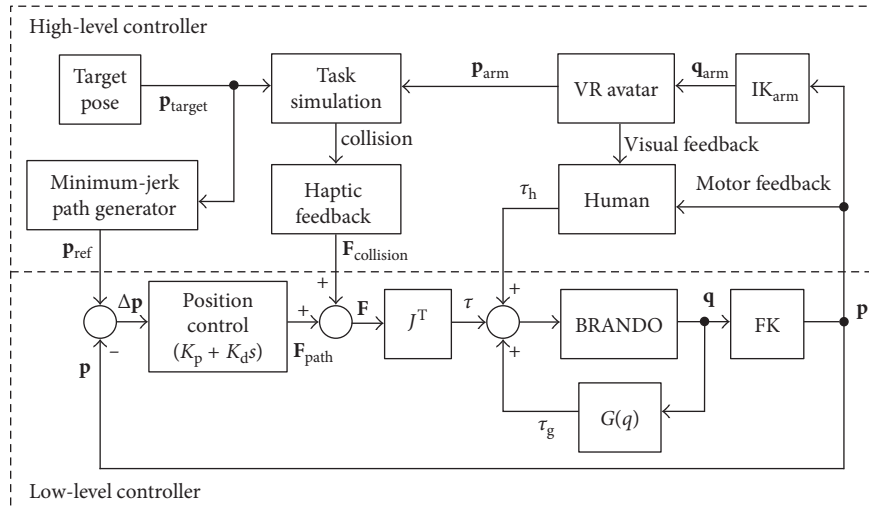 High-level controller
Target
pose
p_target
Task
simulation
p_arm
VR avatar
q_arm
IK_arm
collision
Visual feedback
Minimum-jerk
path generator
Haptic
feedback
τ_h
Human
Motor feedback
p_ref
F_collision
+
+
Δp
Position
control
(K_p + K_d s)
+
F_path
F
J^T
τ
BRANDO
q
FK
p
p
−
+
τ_g
G(q)
Low-level controller